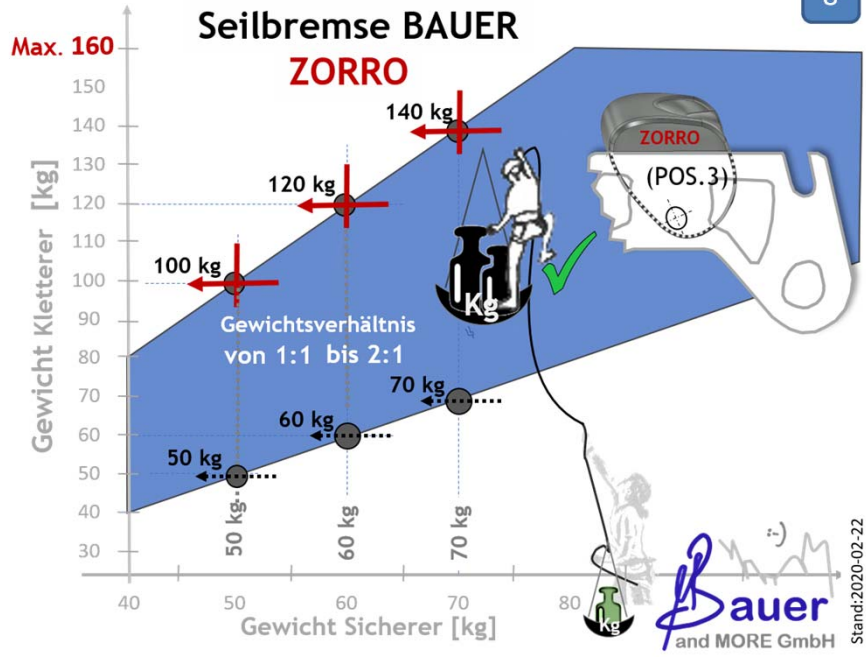 Seilbremse BAUER
ZORRO
Max. 160
150
140
130
120
110
100
90
80
70
60
50
40
30
Gewicht Kletterer [kg]
140 kg
120 kg
100 kg
Gewichtsverhältnis
von 1:1 bis 2:1
70 kg
60 kg
50 kg
50 kg
60 kg
70 kg
Kg
ZORRO
(POS.3)
40
50
60
70
80
Gewicht Sicherer [kg]
Kg
:-)
Bauer
and MORE GmbH
Stand:2020-02-22